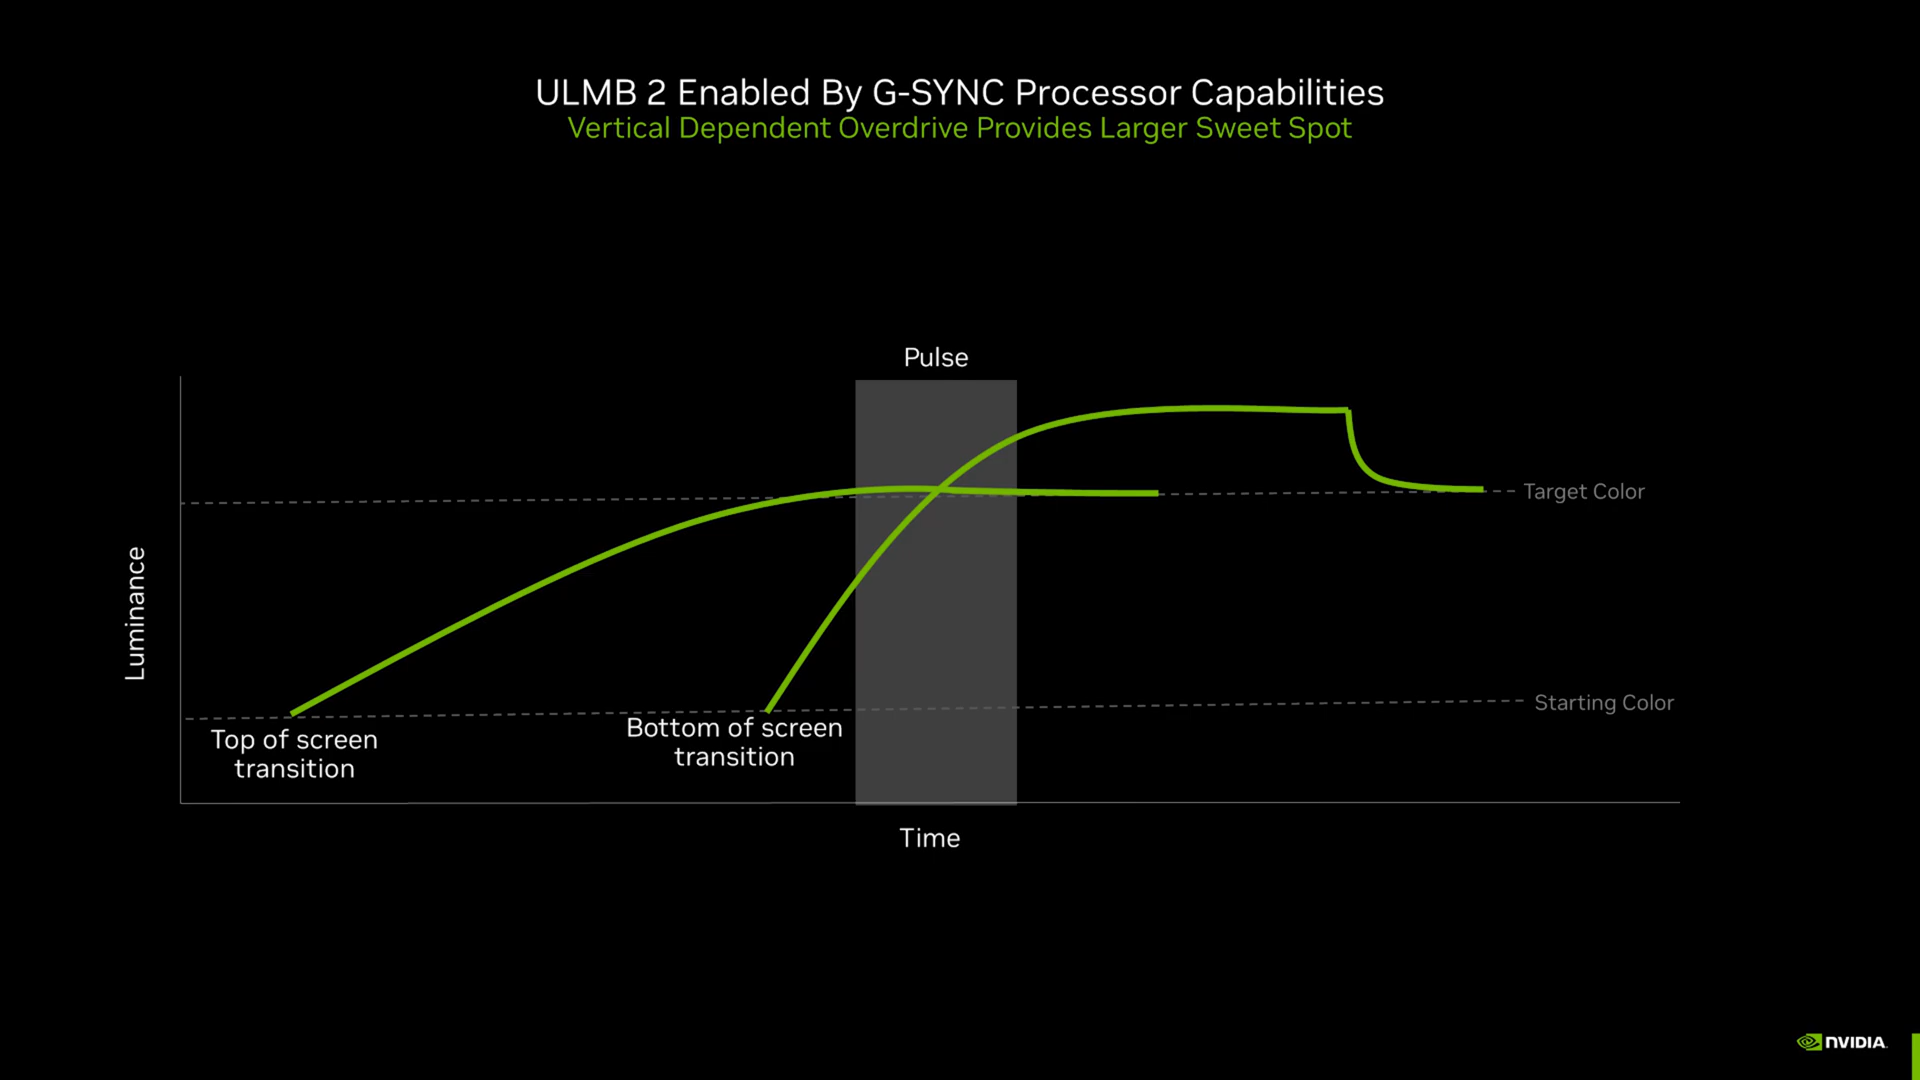 ULMB 2 Enabled By G-SYNC Processor Capabilities
Vertical Dependent Overdrive Provides Larger Sweet Spot
Pulse
Target Color
Luminance
Starting Color
Top of screen
transition
Bottom of screen
transition
Time
NVIDIA